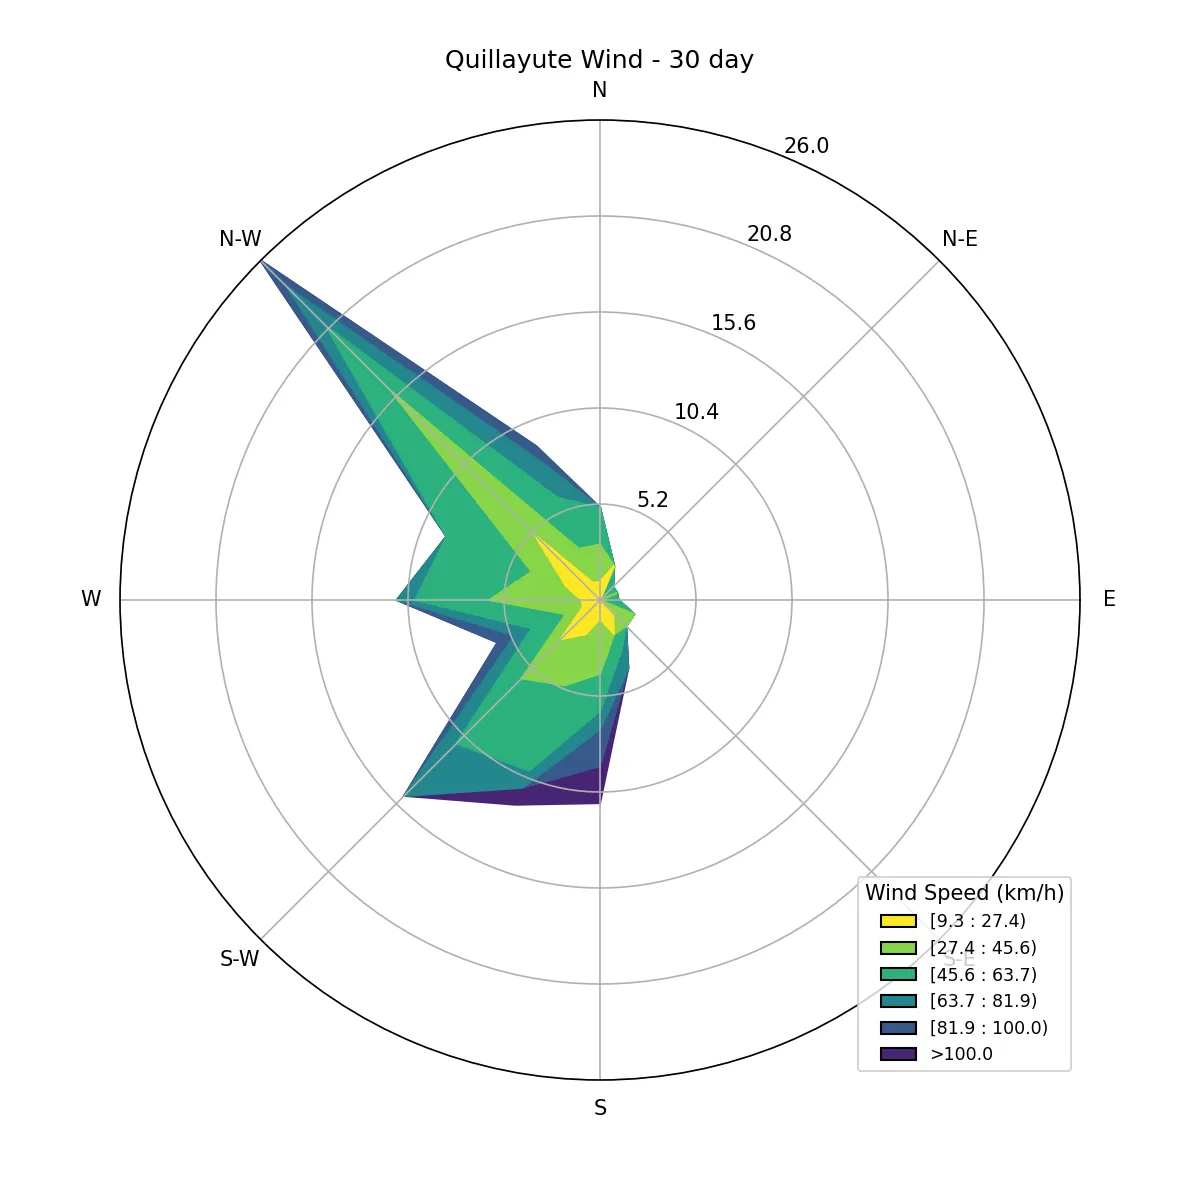 Quillayute Wind - 30 day
N
26.0
N-W
N-E
20.8
15.6
10.4
5.2
W
E
S-W
S-E
S
Wind Speed (km/h)
[9.3 : 27.4)
[27.4 : 45.6)
[45.6 : 63.7)
[63.7 : 81.9)
[81.9 : 100.0)
>100.0